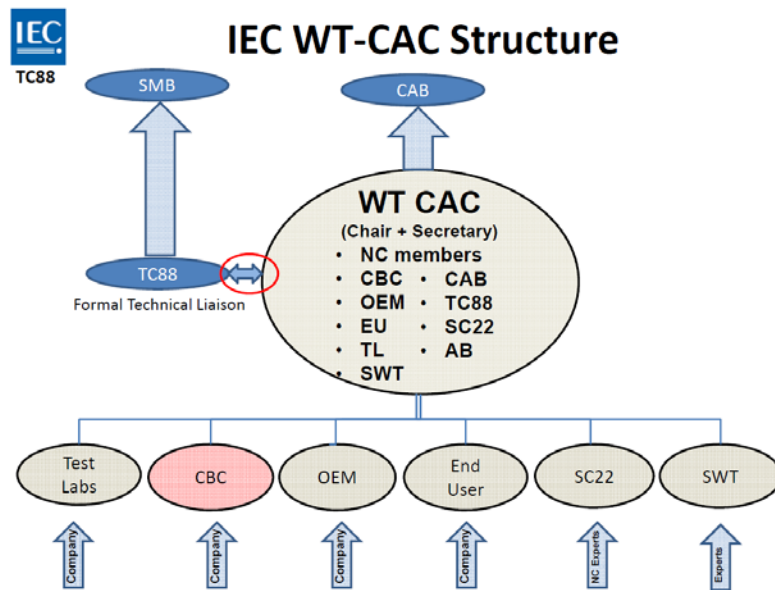 IEC
TC88
IEC WT-CAC Structure
SMB
CAB
WT CAC
(Chair + Secretary)
• NC members
• CBC • CAB
• OEM • TC88
• EU • SC22
• TL • AB
• SWT
TC88
Formal Technical Liaison
Test
Labs
CBC
OEM
End
User
SC22
SWT
Company
Company
Company
Company
NC Experts
Experts